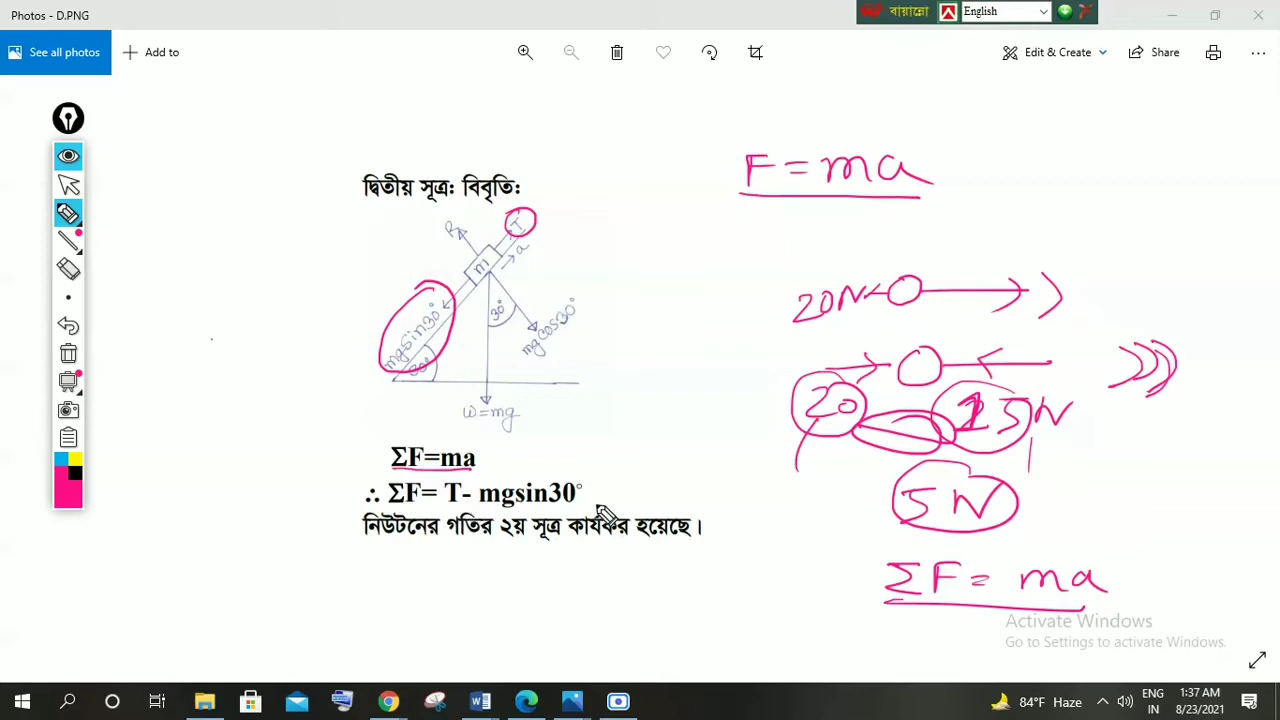 Photos - D.PNG
বায়ান্নো
English
See all photos
Add to
Edit & Create
Share
F = ma
দ্বিতীয় সূত্রঃ বিবৃতিঃ
R
T
a
m
20N
mgsin30°
30°
mgcos30°
30°
20
25N
W=mg
ΣF=ma
5N
∴ ΣF= T- mgsin30°
নিউটনের গতির ২য় সূত্র কার্যকর হয়েছে।
ΣF = ma
Activate Windows
Go to Settings to activate Windows.
84°F Haze
ENG
IN
1:37 AM
8/23/2021